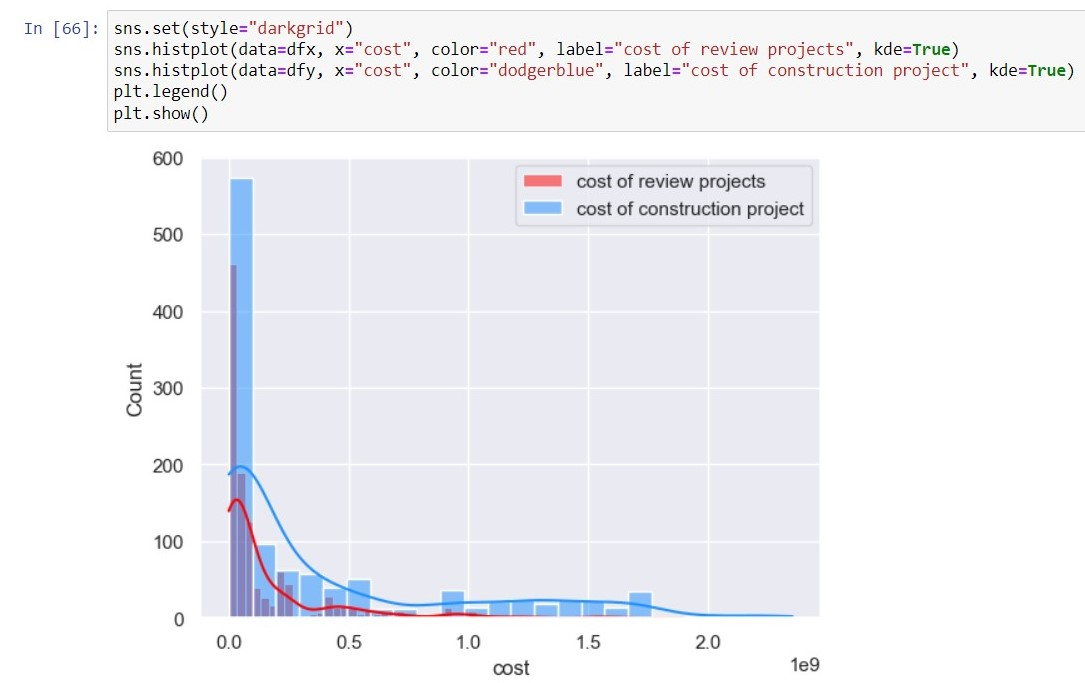 In [66]: sns.set(style="darkgrid")
sns.histplot(data=dfx, x="cost", color="red", label="cost of review projects", kde=True)
sns.histplot(data=dfy, x="cost", color="dodgerblue", label="cost of construction project", kde=True)
plt.legend()
plt.show()
600
cost of review projects
cost of construction project
500
400
300
200
100
0
Count
0.0 0.5 1.0 1.5 2.0
1e9
cost